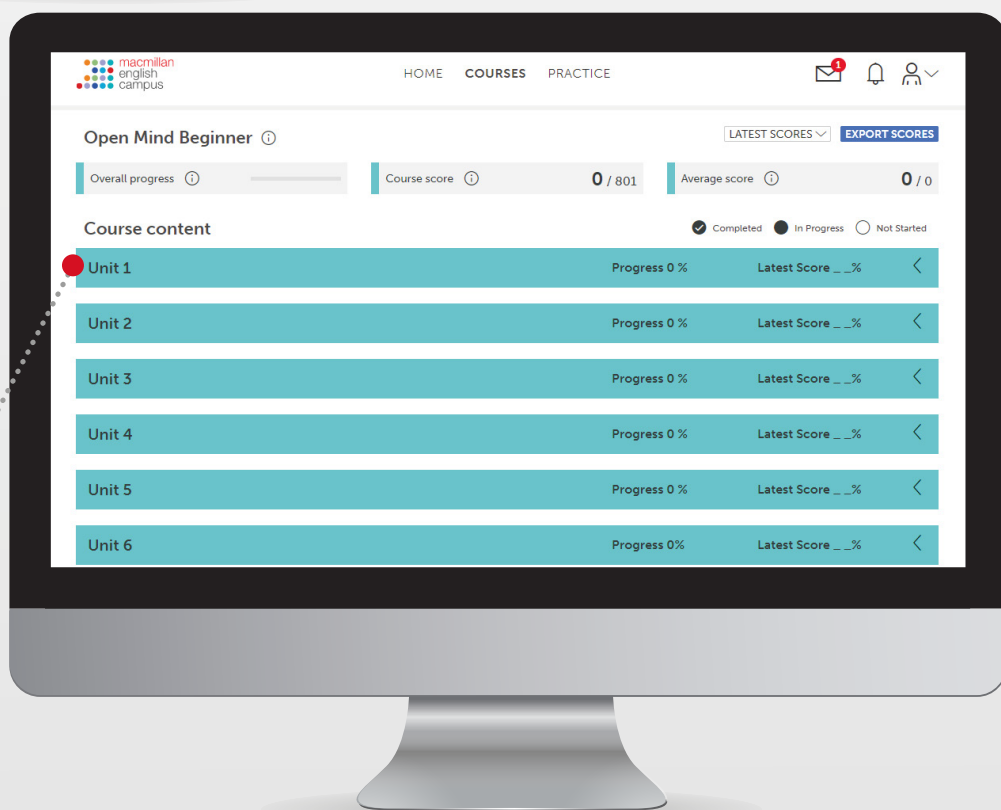 macmillan
english
campus
HOME COURSES PRACTICE
1
Open Mind Beginner
LATEST SCORES EXPORT SCORES
Overall progress Course score 0 / 801 Average score 0 / 0
Course content Completed In Progress Not Started
Unit 1 Progress 0 % Latest Score _ _%
Unit 2 Progress 0 % Latest Score _ _%
Unit 3 Progress 0 % Latest Score _ _%
Unit 4 Progress 0 % Latest Score _ _%
Unit 5 Progress 0 % Latest Score _ _%
Unit 6 Progress 0% Latest Score _ _%